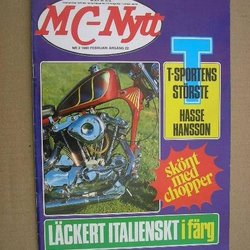 MC-Nytt
NR 2 1980 FEBRUARI ÅRGÅNG 22
T
T-SPORTENS
STÖRSTE
HASSE
HANSSON
skönt
med
chopper
LÄCKERT ITALIENSKT i färg